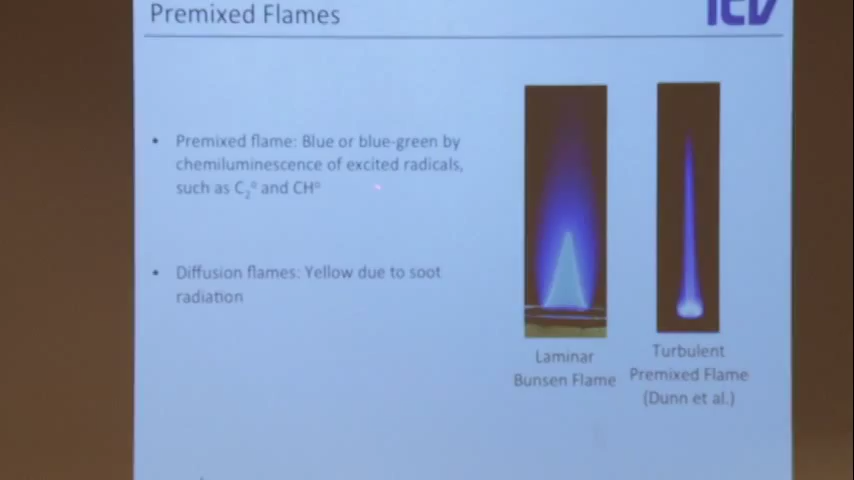 Premixed Flames
ITV
• Premixed flame: Blue or blue-green by
chemiluminescence of excited radicals,
such as C₂° and CH°
• Diffusion flames: Yellow due to soot
radiation
Laminar
Bunsen Flame
Turbulent
Premixed Flame
(Dunn et al.)